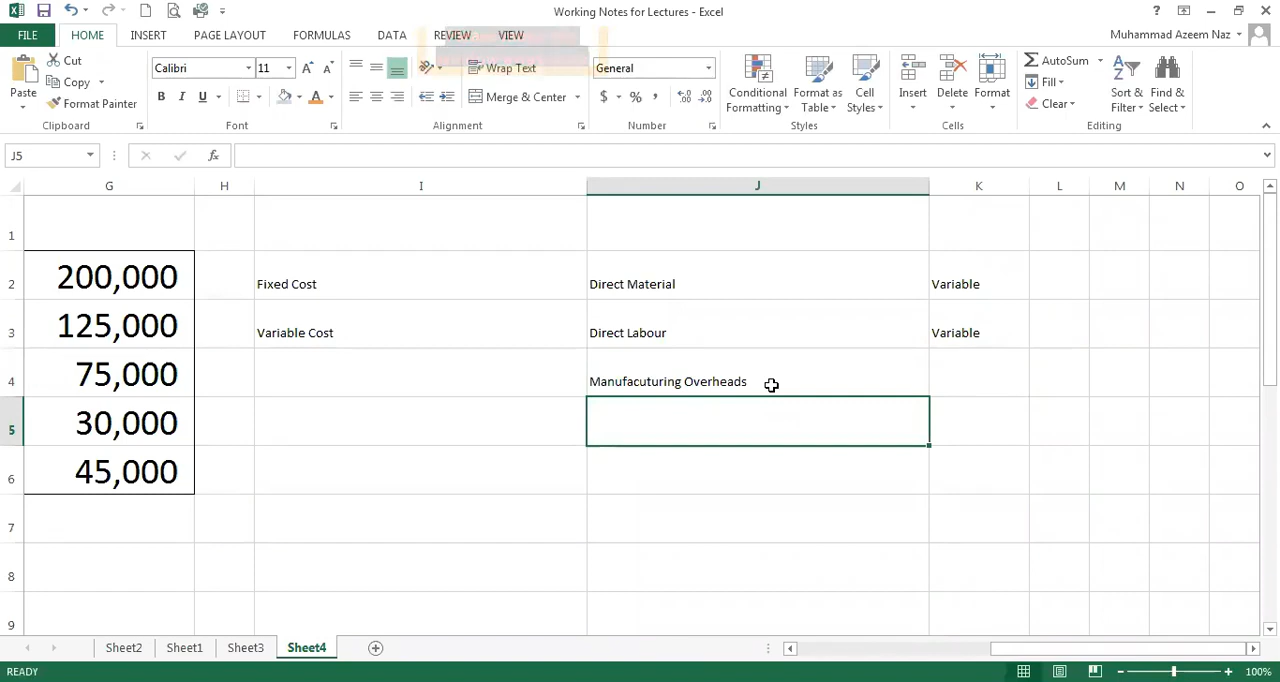 Working Notes for Lectures - Excel
FILE HOME INSERT PAGE LAYOUT FORMULAS DATA REVIEW VIEW
Muhammad Azeem Naz
Cut
Copy
Format Painter
Paste
Clipboard
Calibri 11
B I U
Font
Wrap Text
Merge & Center
Alignment
General
$ % ,
Number
Conditional Formatting
Format as Table
Cell Styles
Styles
Insert Delete Format
Cells
AutoSum
Fill
Clear
Sort & Filter
Find & Select
Editing
J5
fx
G H I J K L M N O
1
2 200,000 Fixed Cost Direct Material Variable
3 125,000 Variable Cost Direct Labour Variable
4 75,000 Manufacuturing Overheads
5 30,000
6 45,000
7
8
9
Sheet2 Sheet1 Sheet3 Sheet4
READY
100%